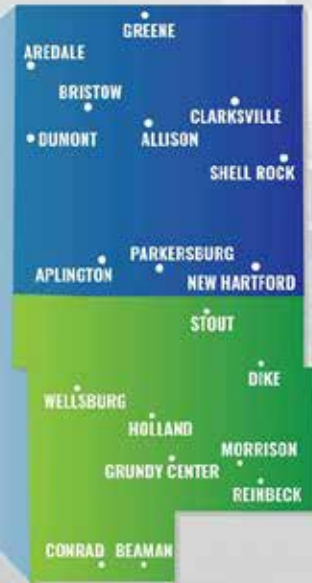 GREENE
AREDALE
BRISTOW
CLARKSVILLE
DUMONT
ALLISON
SHELL ROCK
PARKERSBURG
APLINGTON
NEW HARTFORD
STOUT
DIKE
WELLSBURG
HOLLAND
MORRISON
GRUNDY CENTER
REINBECK
CONRAD BEAMAN